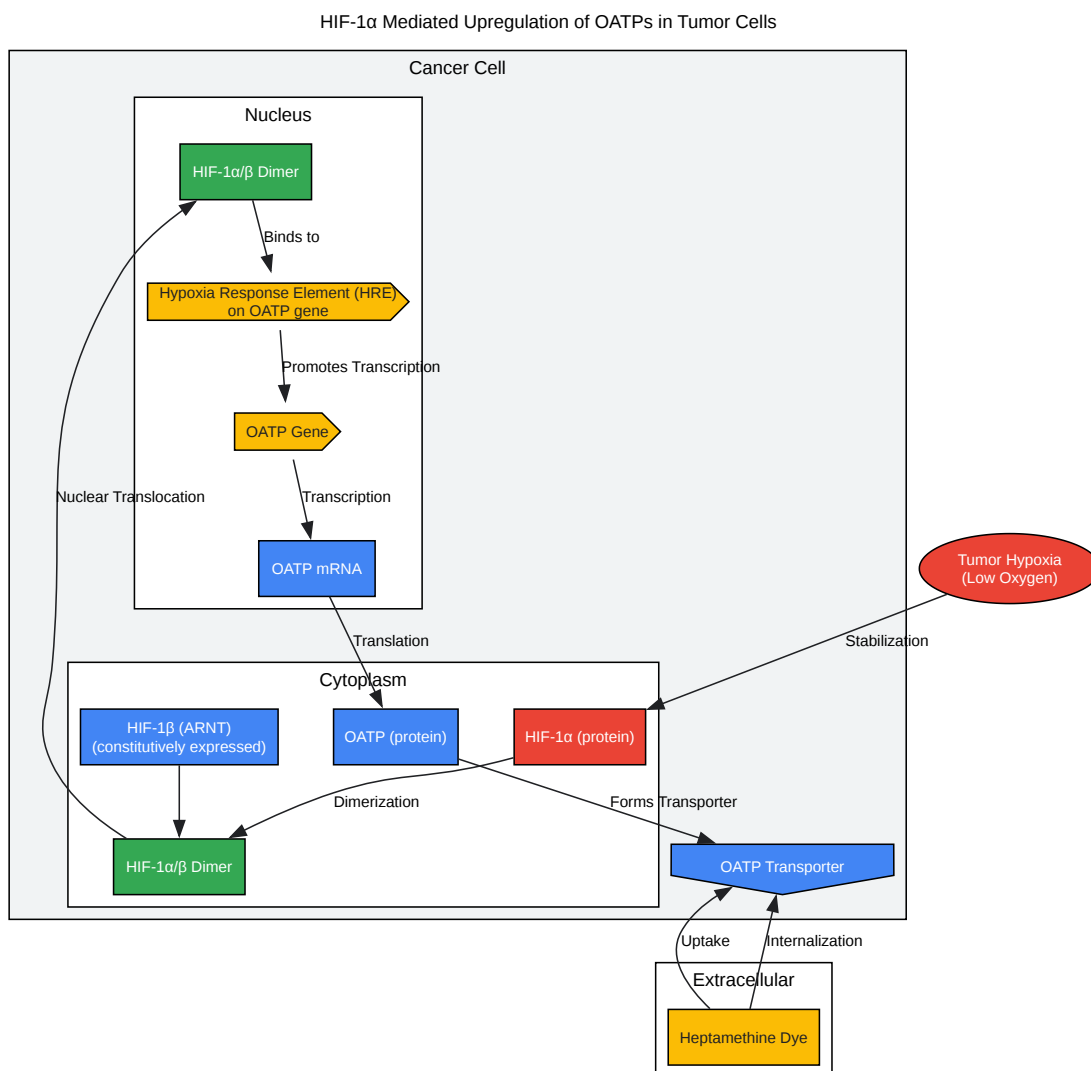 HIF-1α Mediated Upregulation of OATPs in Tumor Cells
Cancer Cell
Nucleus
HIF-1α/β Dimer
Binds to
Hypoxia Response Element (HRE)
on OATP gene
Promotes Transcription
OATP Gene
Nuclear Translocation
Transcription
OATP mRNA
Tumor Hypoxia
(Low Oxygen)
Translation
Stabilization
Cytoplasm
HIF-1β (ARNT)
(constitutively expressed)
OATP (protein)
HIF-1α (protein)
Dimerization
Forms Transporter
HIF-1α/β Dimer
OATP Transporter
Uptake
Internalization
Extracellular
Heptamethine Dye